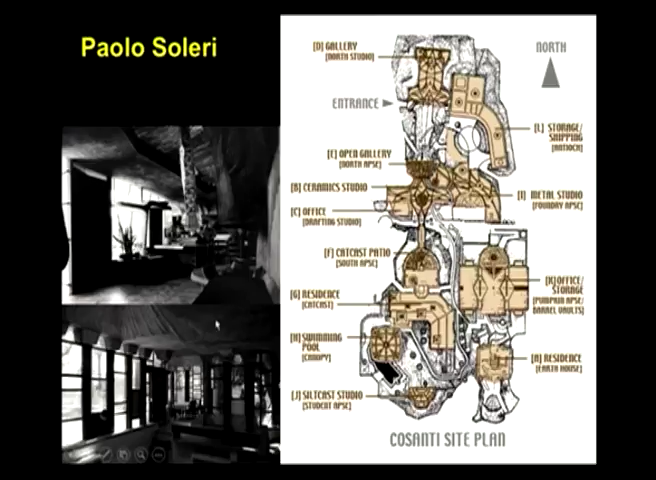 Paolo Soleri
[D] GALLERY
[NORTH STUDIO]
NORTH
ENTRANCE
[L] STORAGE/
SHIPPING
[ANTIOCH]
[E] OPEN GALLERY
[NORTH APSE]
[B] CERAMICS STUDIO
[I] METAL STUDIO
[FOUNDRY APSE]
[C] OFFICE
[DRAFTING STUDIO]
[F] CATCAST PATIO
[SOUTH APSE]
[K] OFFICE/
STORAGE
[PUMPKIN APSE/
BARREL VAULTS]
[G] RESIDENCE
[CATCAST]
[H] SWIMMING
POOL
[CANOPY]
[A] RESIDENCE
[EARTH HOUSE]
[J] SILTCAST STUDIO
[STUDENT APSE]
COSANTI SITE PLAN